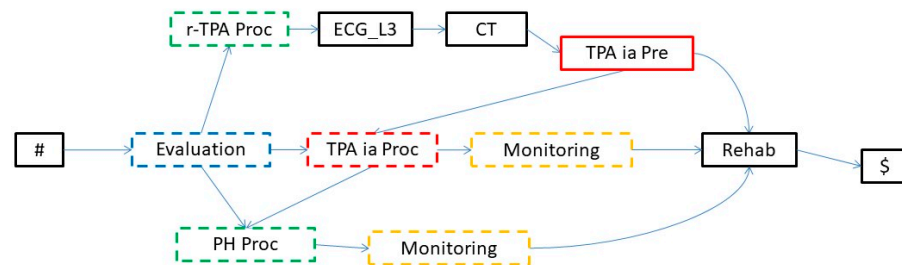 r-TPA Proc
ECG_L3
CT
TPA ia Pre
#
Evaluation
TPA ia Proc
Monitoring
Rehab
$
PH Proc
Monitoring